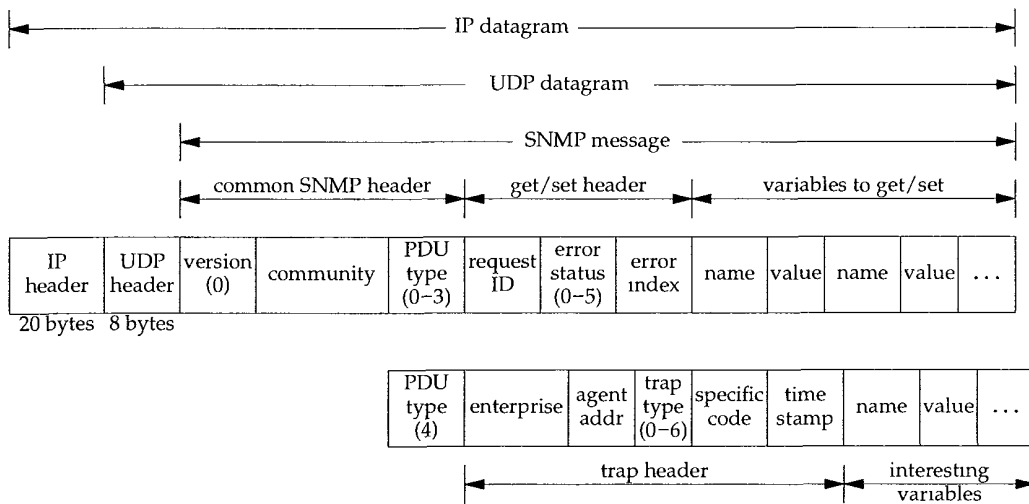 IP datagram
UDP datagram
SNMP message
common SNMP header
get/set header
variables to get/set
IP
header
UDP
header
version
(0)
community
PDU
type
(0–3)
request
ID
error
status
(0–5)
error
index
name
value
name
value
...
20 bytes
8 bytes
PDU
type
(4)
enterprise
agent
addr
trap
type
(0–6)
specific
code
time
stamp
name
value
...
trap header
interesting
variables